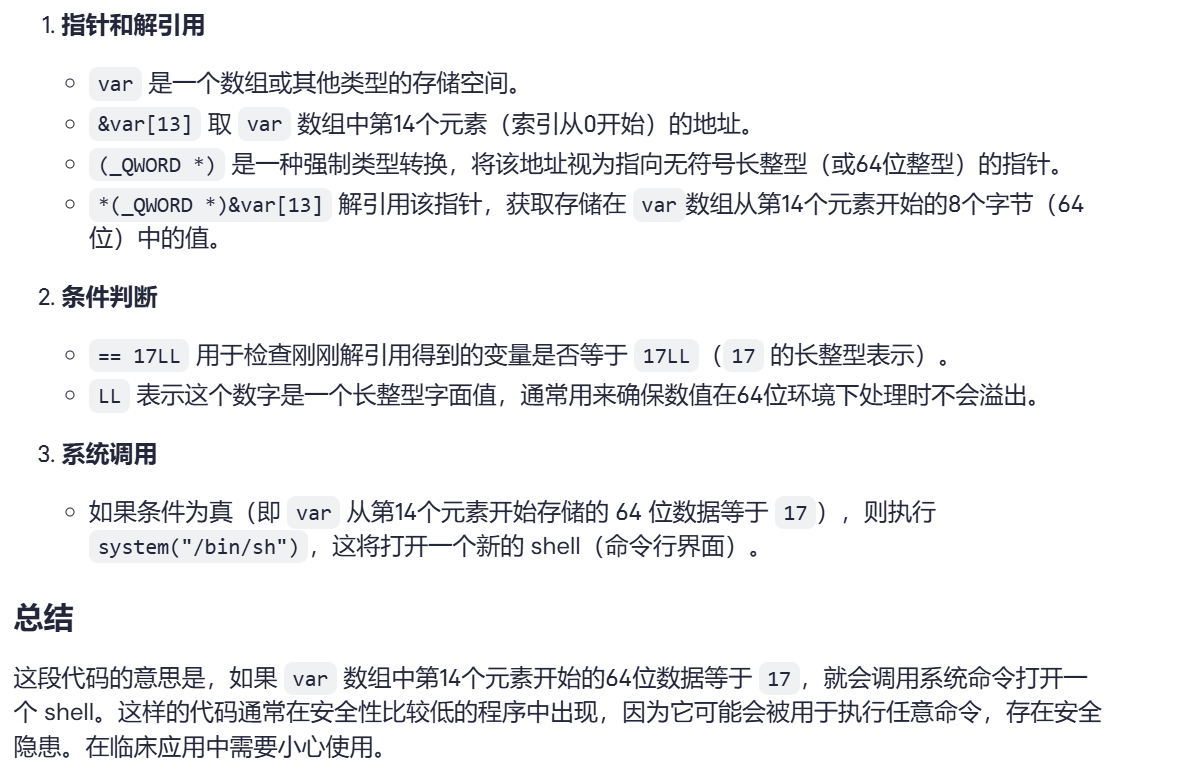 1. 指针和解引用
○ var 是一个数组或其他类型的存储空间。
○ &var[13] 取 var 数组中第14个元素（索引从0开始）的地址。
○ (_QWORD *) 是一种强制类型转换，将该地址视为指向无符号长整型（或64位整型）的指针。
○ *(_QWORD *)&var[13] 解引用该指针，获取存储在 var 数组从第14个元素开始的8个字节（64
位）中的值。
2. 条件判断
○ == 17LL 用于检查刚刚解引用得到的变量是否等于 17LL（17 的长整型表示）。
○ LL 表示这个数字是一个长整型字面值，通常用来确保数值在64位环境下处理时不会溢出。
3. 系统调用
○ 如果条件为真（即 var 从第14个元素开始存储的 64 位数据等于 17），则执行
system("/bin/sh")，这将打开一个新的 shell（命令行界面）。
总结
这段代码的意思是，如果 var 数组中第14个元素开始的64位数据等于 17，就会调用系统命令打开一
个 shell。这样的代码通常在安全性比较低的程序中出现，因为它可能会被用于执行任意命令，存在安全
隐患。在临床应用中需要小心使用。